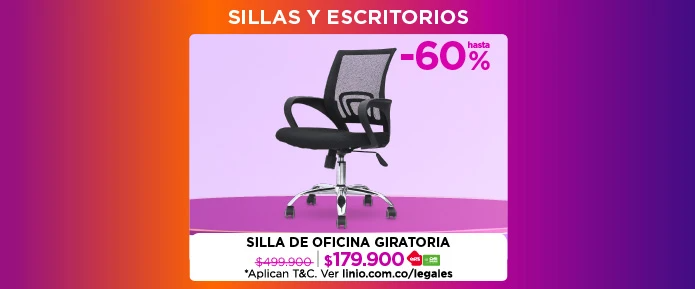 SILLAS Y ESCRITORIOS
hasta
-60%
SILLA DE OFICINA GIRATORIA
$499.900 | $179.900
*Aplican T&C. Ver linio.com.co/legales